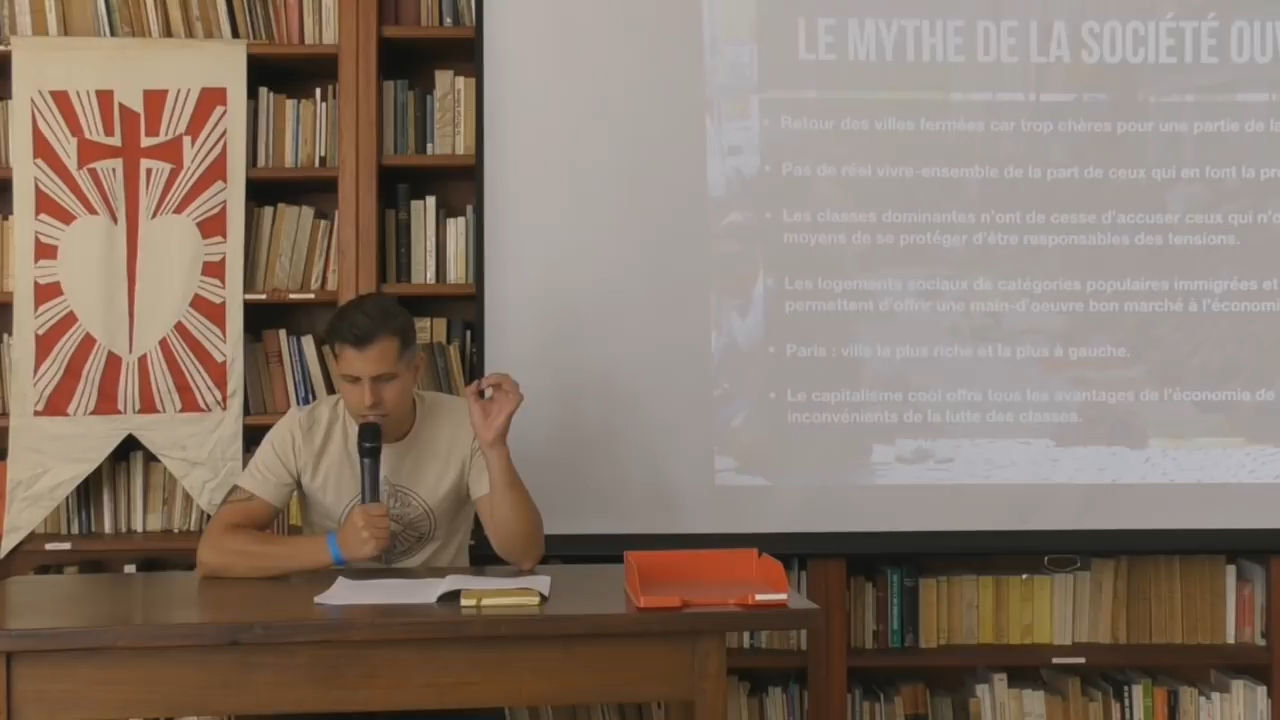 LE MYTHE DE LA SOCIÉTÉ OU
• Retour des villes fermées car trop chères pour une partie de la
• Pas de réel vivre-ensemble de la part de ceux qui en font la pr
• Les classes dominantes n'ont de cesse d'accuser ceux qui n'o
moyens de se protéger d'être responsables des tensions.
• Les logements sociaux de catégories populaires immigrées et
permettent d'offrir une main-d'oeuvre bon marché à l'économ
• Paris : ville la plus riche et la plus à gauche.
• Le capitalisme cool offre tous les avantages de l'économie de
inconvénients de la lutte des classes.